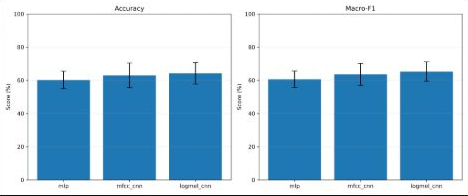 Accuracy
100
80
60
40
20
0
Score (%)
mlp
mfcc_cnn
logmel_cnn
Macro-F1
100
80
60
40
20
0
Score (%)
mlp
mfcc_cnn
logmel_cnn